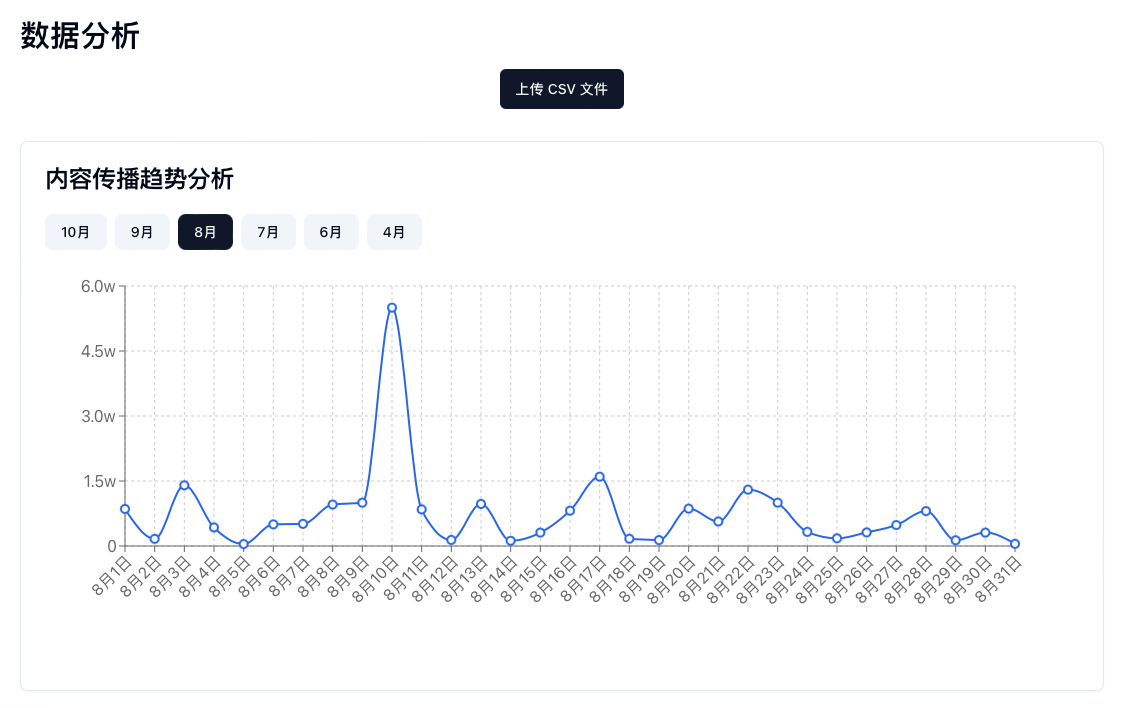 数据分析
上传 CSV 文件
内容传播趋势分析
10月 9月 8月 7月 6月 4月
6.0w
4.5w
3.0w
1.5w
0
8月1日 8月2日 8月3日 8月4日 8月5日 8月6日 8月7日 8月8日 8月9日 8月10日 8月11日 8月12日 8月13日 8月14日 8月15日 8月16日 8月17日 8月18日 8月19日 8月20日 8月21日 8月22日 8月23日 8月24日 8月25日 8月26日 8月27日 8月28日 8月29日 8月30日 8月31日